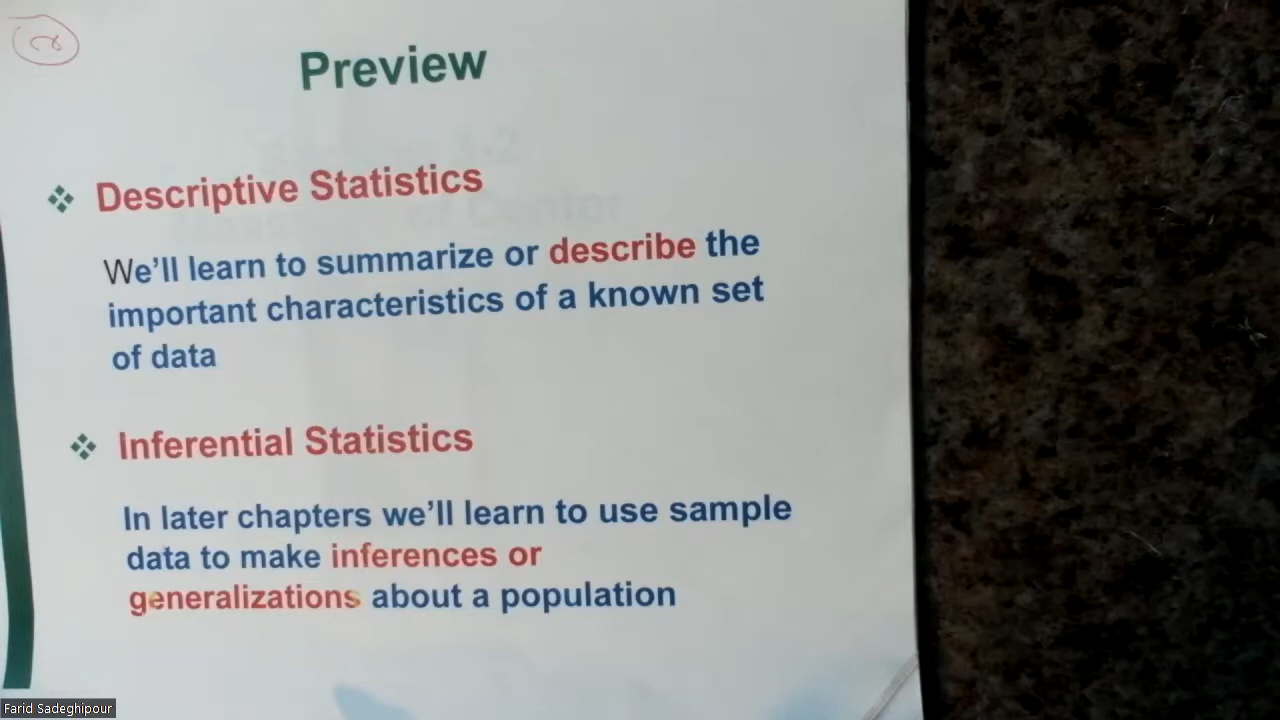 Preview
Descriptive Statistics
We'll learn to summarize or describe the
important characteristics of a known set
of data
Inferential Statistics
In later chapters we'll learn to use sample
data to make inferences or
generalizations about a population
Farid Sadeghipour